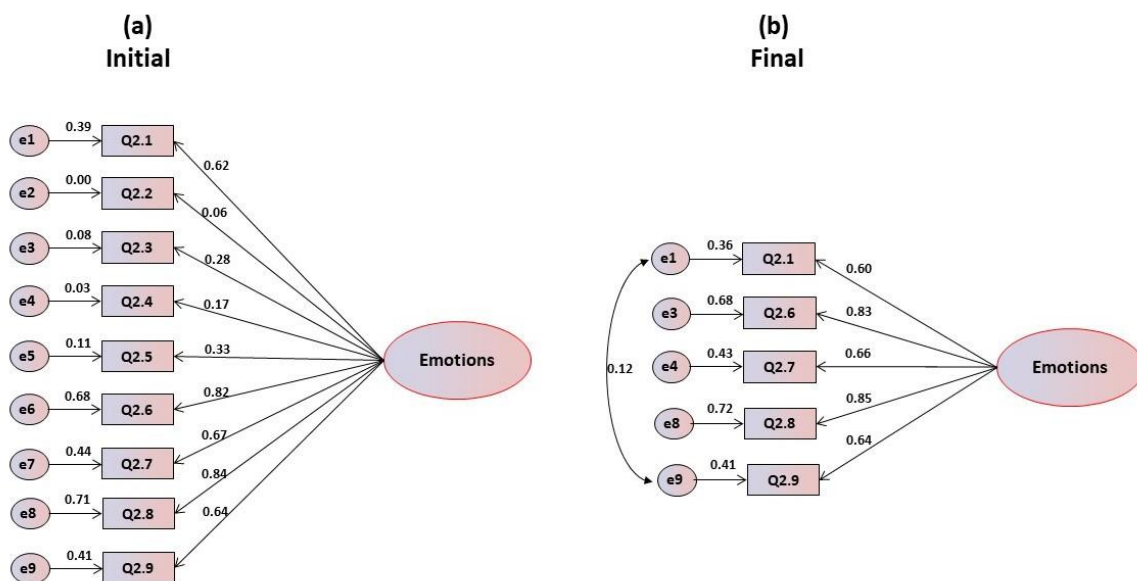 (a)
Initial
e1 0.39 Q2.1
0.62
e2 0.00 Q2.2
0.06
e3 0.08 Q2.3
0.28
e4 0.03 Q2.4
0.17
e5 0.11 Q2.5
0.33
e6 0.68 Q2.6
0.82
e7 0.44 Q2.7
0.67
e8 0.71 Q2.8
0.84
e9 0.41 Q2.9
0.64
Emotions
(b)
Final
e1 0.36 Q2.1
0.60
e3 0.68 Q2.6
0.83
e4 0.43 Q2.7
0.66
0.12
e8 0.72 Q2.8
0.85
e9 0.41 Q2.9
0.64
Emotions